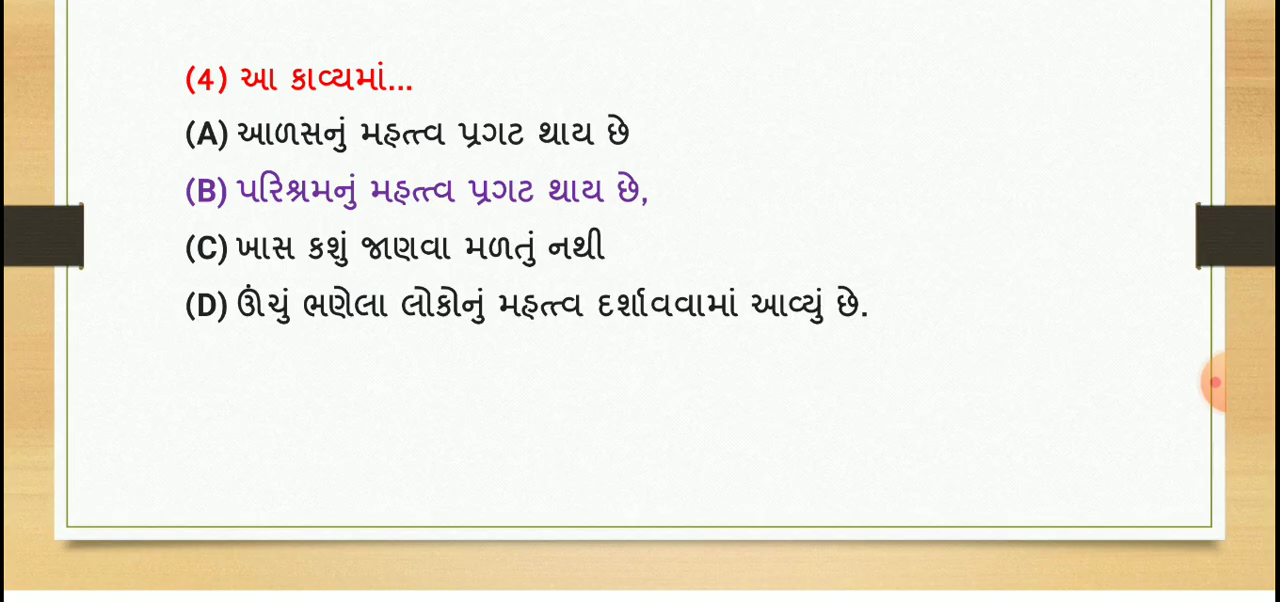 (4) આ કાવ્યમાં...
(A) આળસનું મહત્ત્વ પ્રગટ થાય છે
(B) પરિશ્રમનું મહત્ત્વ પ્રગટ થાય છે,
(C) ખાસ કશું જાણવા મળતું નથી
(D) ઊંચું ભણેલા લોકોનું મહત્ત્વ દર્શાવવામાં આવ્યું છે.